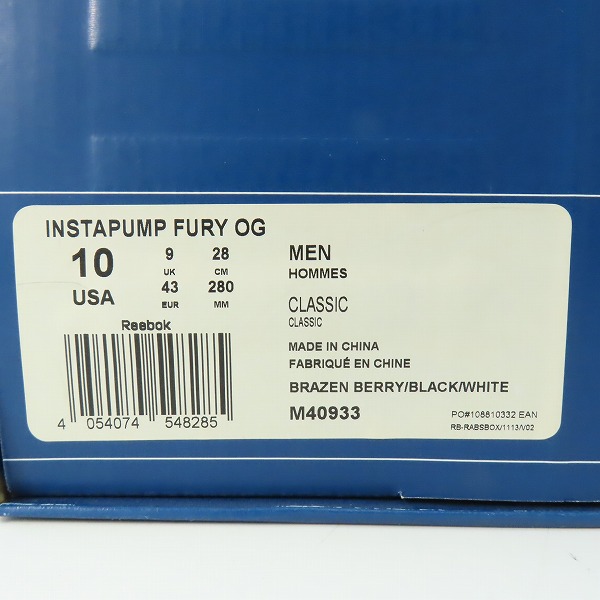 INSTAPUMP FURY OG
10 9 28
UK CM
USA 43 280
EUR MM
Reebok
4 054074 548285
MEN
HOMMES
CLASSIC
CLASSIC
MADE IN CHINA
FABRIQUÉ EN CHINE
BRAZEN BERRY/BLACK/WHITE
M40933
PO#108810332 EAN
RB-RABSBOX/1113/V02